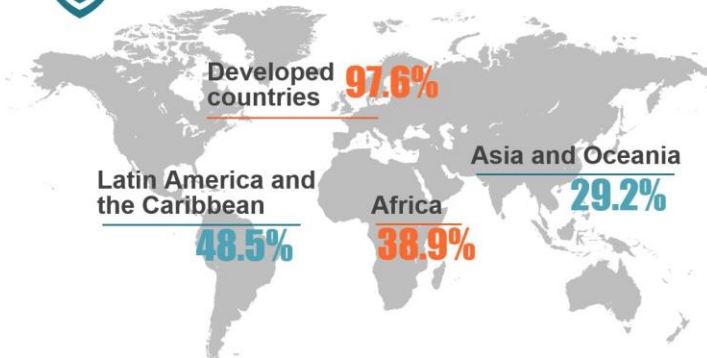 Developed
countries
97.6%
Asia and Oceania
29.2%
Latin America and
the Caribbean
48.5%
Africa
38.9%